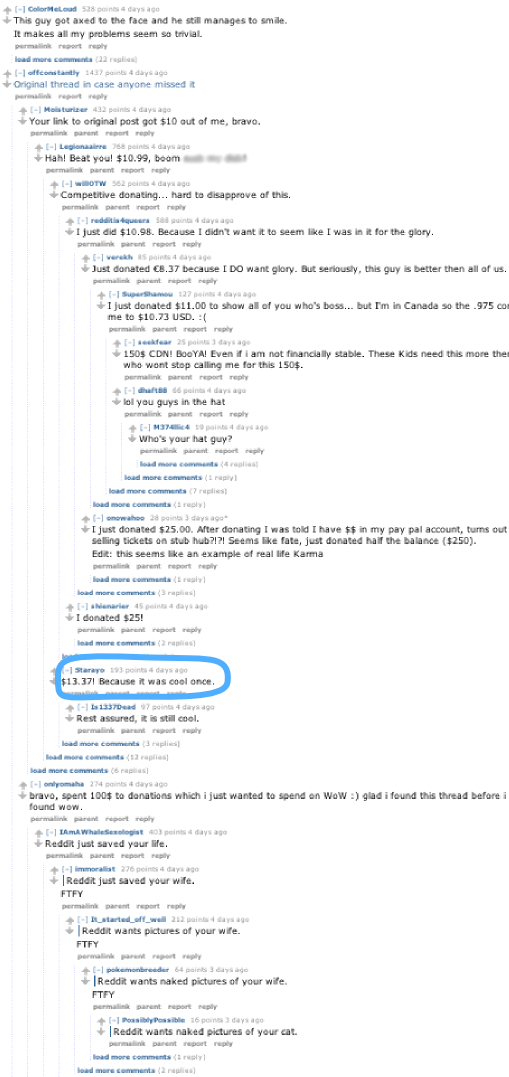 [–] ColorMeLoud 528 points 4 days ago
This guy got axed to the face and he still manages to smile.
It makes all my problems seem so trivial.
permalink report reply
load more comments (22 replies)
[–] offconstantly 1437 points 4 days ago
Original thread in case anyone missed it
permalink report reply
[–] Moisturizer 432 points 4 days ago
Your link to original post got $10 out of me, bravo.
permalink parent report reply
[–] Legionaairre 768 points 4 days ago
Hah! Beat you! $10.99, boom
permalink parent report reply
[–] willOTW 562 points 4 days ago
Competitive donating... hard to disapprove of this.
permalink parent report reply
[–] redditis4queers 588 points 4 days ago
I just did $10.98. Because I didn't want it to seem like I was in it for the glory.
permalink parent report reply
[–] verekh 85 points 4 days ago
Just donated €8.37 because I DO want glory. But seriously, this guy is better then all of us.
permalink parent report reply
[–] SuperShamou 127 points 4 days ago
I just donated $11.00 to show all of you who's boss... but I'm in Canada so the .975 con
me to $10.73 USD. :(
permalink parent report reply
[–] seekfear 25 points 3 days ago
150$ CDN! BooYA! Even if i am not financially stable. These Kids need this more then
who wont stop calling me for this 150$.
permalink parent report reply
[–] dhaft88 66 points 4 days ago
lol you guys in the hat
permalink parent report reply
[–] M374llic4 19 points 4 days ago
Who's your hat guy?
permalink parent report reply
load more comments (4 replies)
load more comments (1 reply)
load more comments (7 replies)
load more comments (1 reply)
[–] onowahoo 28 points 3 days ago*
I just donated $25.00. After donating I was told I have $$ in my pay pal account, turns out
selling tickets on stub hub?!?! Seems like fate, just donated half the balance ($250).
Edit: this seems like an example of real life Karma
permalink parent report reply
load more comments (1 reply)
load more comments (3 replies)
[–] shienarier 45 points 4 days ago
I donated $25!
permalink parent report reply
load more comments (2 replies)
[–] Starayo 193 points 4 days ago
$13.37! Because it was cool once.
permalink parent report reply
[–] Is1337Dead 97 points 4 days ago
Rest assured, it is still cool.
permalink parent report reply
load more comments (3 replies)
load more comments (12 replies)
load more comments (6 replies)
[–] onlyomaha 274 points 4 days ago
bravo, spent 100$ to donations which i just wanted to spend on WoW :) glad i found this thread before i
found wow.
permalink parent report reply
[–] IAmAWhaleSexologist 403 points 4 days ago
Reddit just saved your life.
permalink parent report reply
[–] immoralist 276 points 4 days ago
Reddit just saved your wife.
FTFY
permalink parent report reply
[–] It_started_off_well 212 points 4 days ago
Reddit wants pictures of your wife.
FTFY
permalink parent report reply
[–] pokemonbreeder 64 points 3 days ago
Reddit wants naked pictures of your wife.
FTFY
permalink parent report reply
[–] PossiblyPossible 16 points 3 days ago
Reddit wants naked pictures of your cat.
permalink parent report reply
load more comments (1 reply)
load more comments (2 replies)